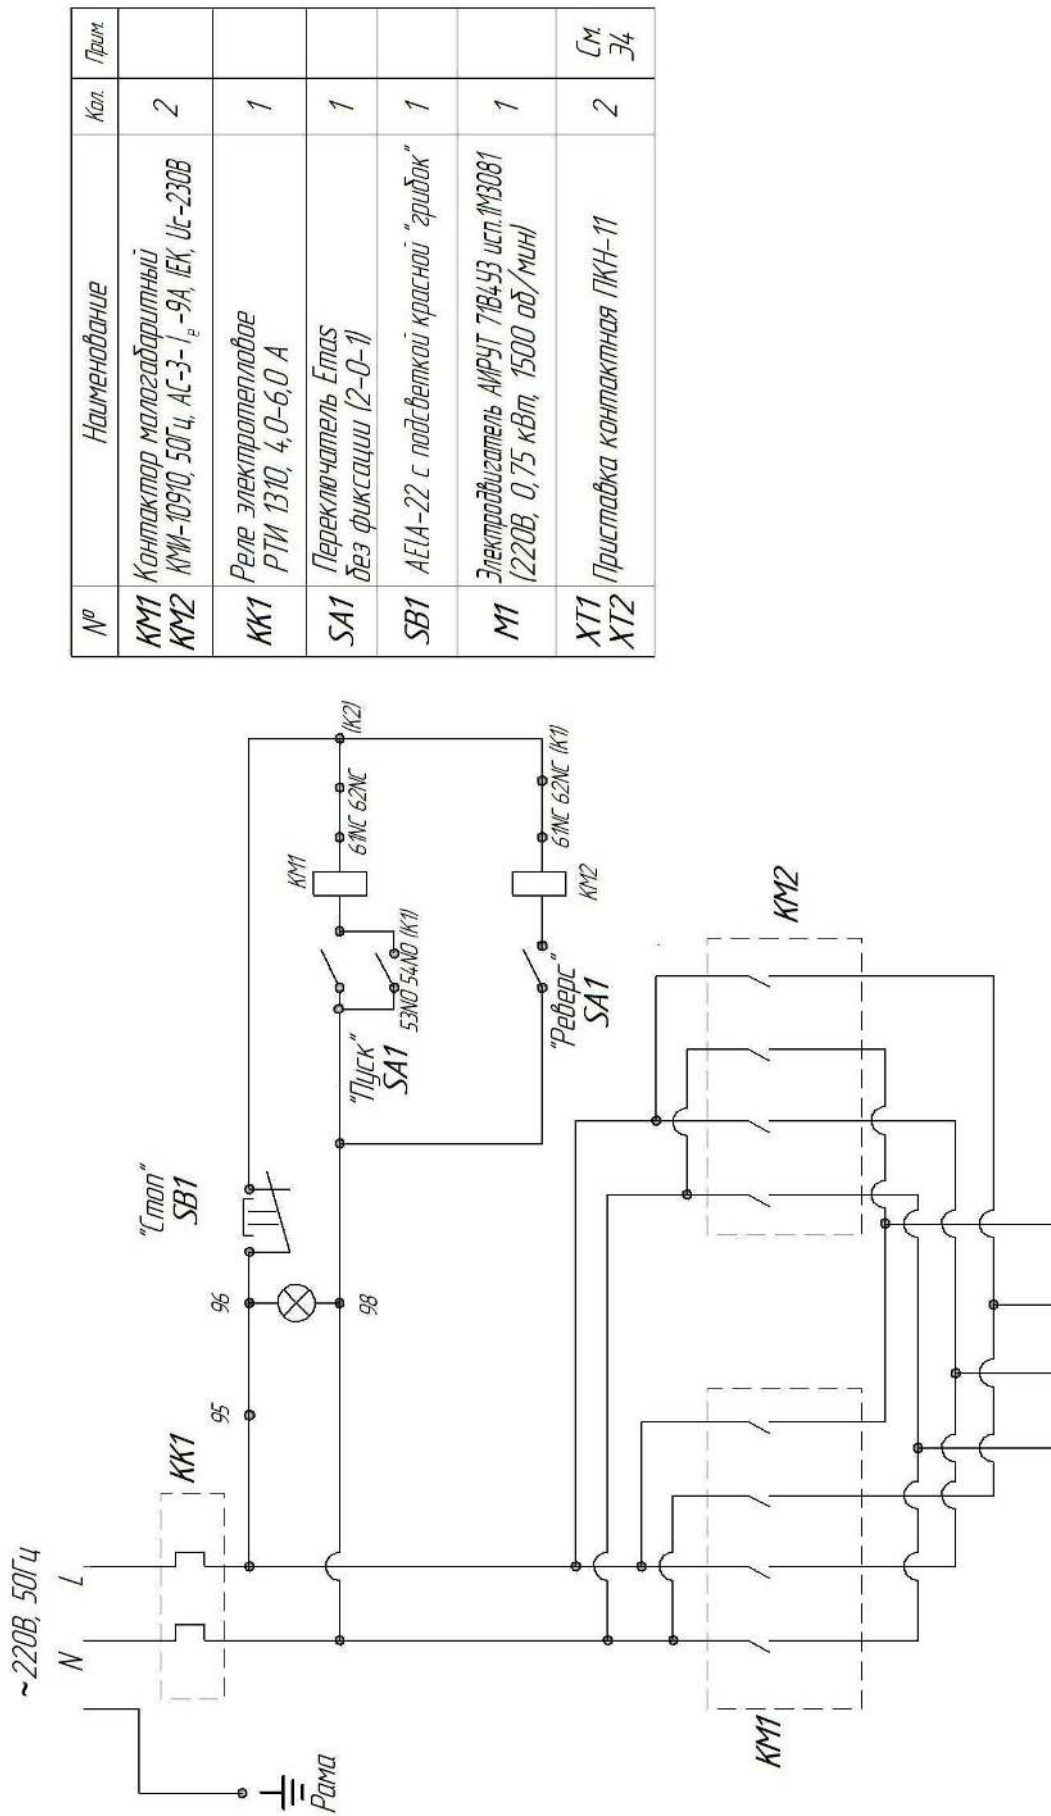 ~220В, 50Гц
N
L
Рама
KK1
95
96
98
"Стоп"
SB1
"Пуск"
SA1
53NO 54NO (K1)
KM1
61NC 62NC
(K2)
"Реверс"
SA1
KM2
61NC 62NC (K1)
KM1
KM2
№
Наименование
Кол.
Прим.
KM1
KM2
Контактор малогабаритный
КМИ-10910, 50Гц, АС-3- Iе -9А, IEK, Uc-230В
2
KK1
Реле электротепловое
РТИ 1310, 4,0-6,0 А
1
SA1
Переключатель Emas
без фиксации (2-0-1)
1
SB1
AELA-22 с подсветкой красной "грибок"
1
M1
Электродвигатель АИРУТ 71В4У3 исп.1М3081
(220В, 0,75 кВт, 1500 об/мин)
1
XT1
XT2
Приставка контактная ПКН-11
2
См.
Э4